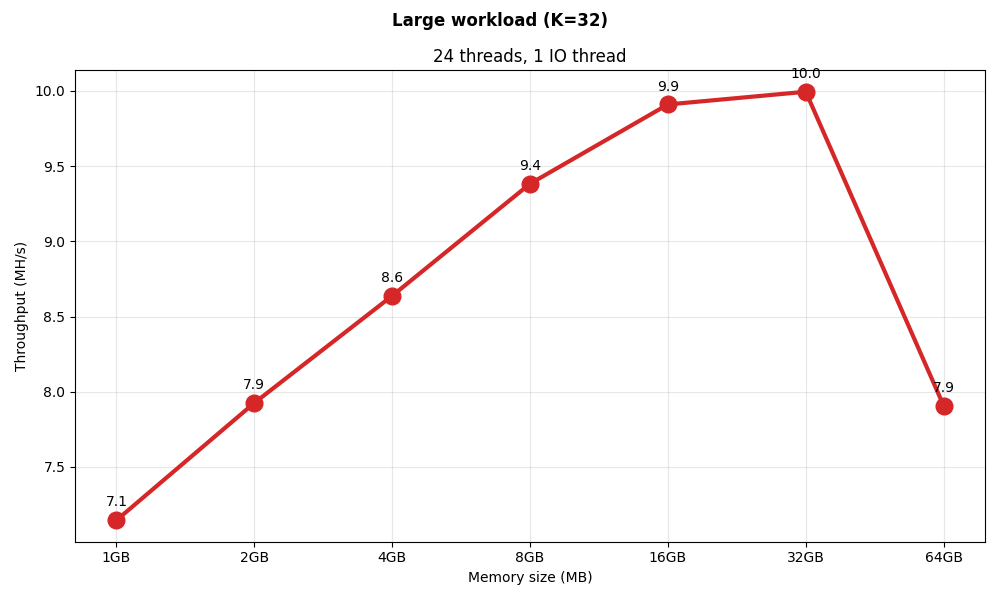 Large workload (K=32)
24 threads, 1 IO thread
Throughput (MH/s)
10.0
9.5
9.0
8.5
8.0
7.5
7.1
7.9
8.6
9.4
9.9
10.0
7.9
1GB
2GB
4GB
8GB
16GB
32GB
64GB
Memory size (MB)